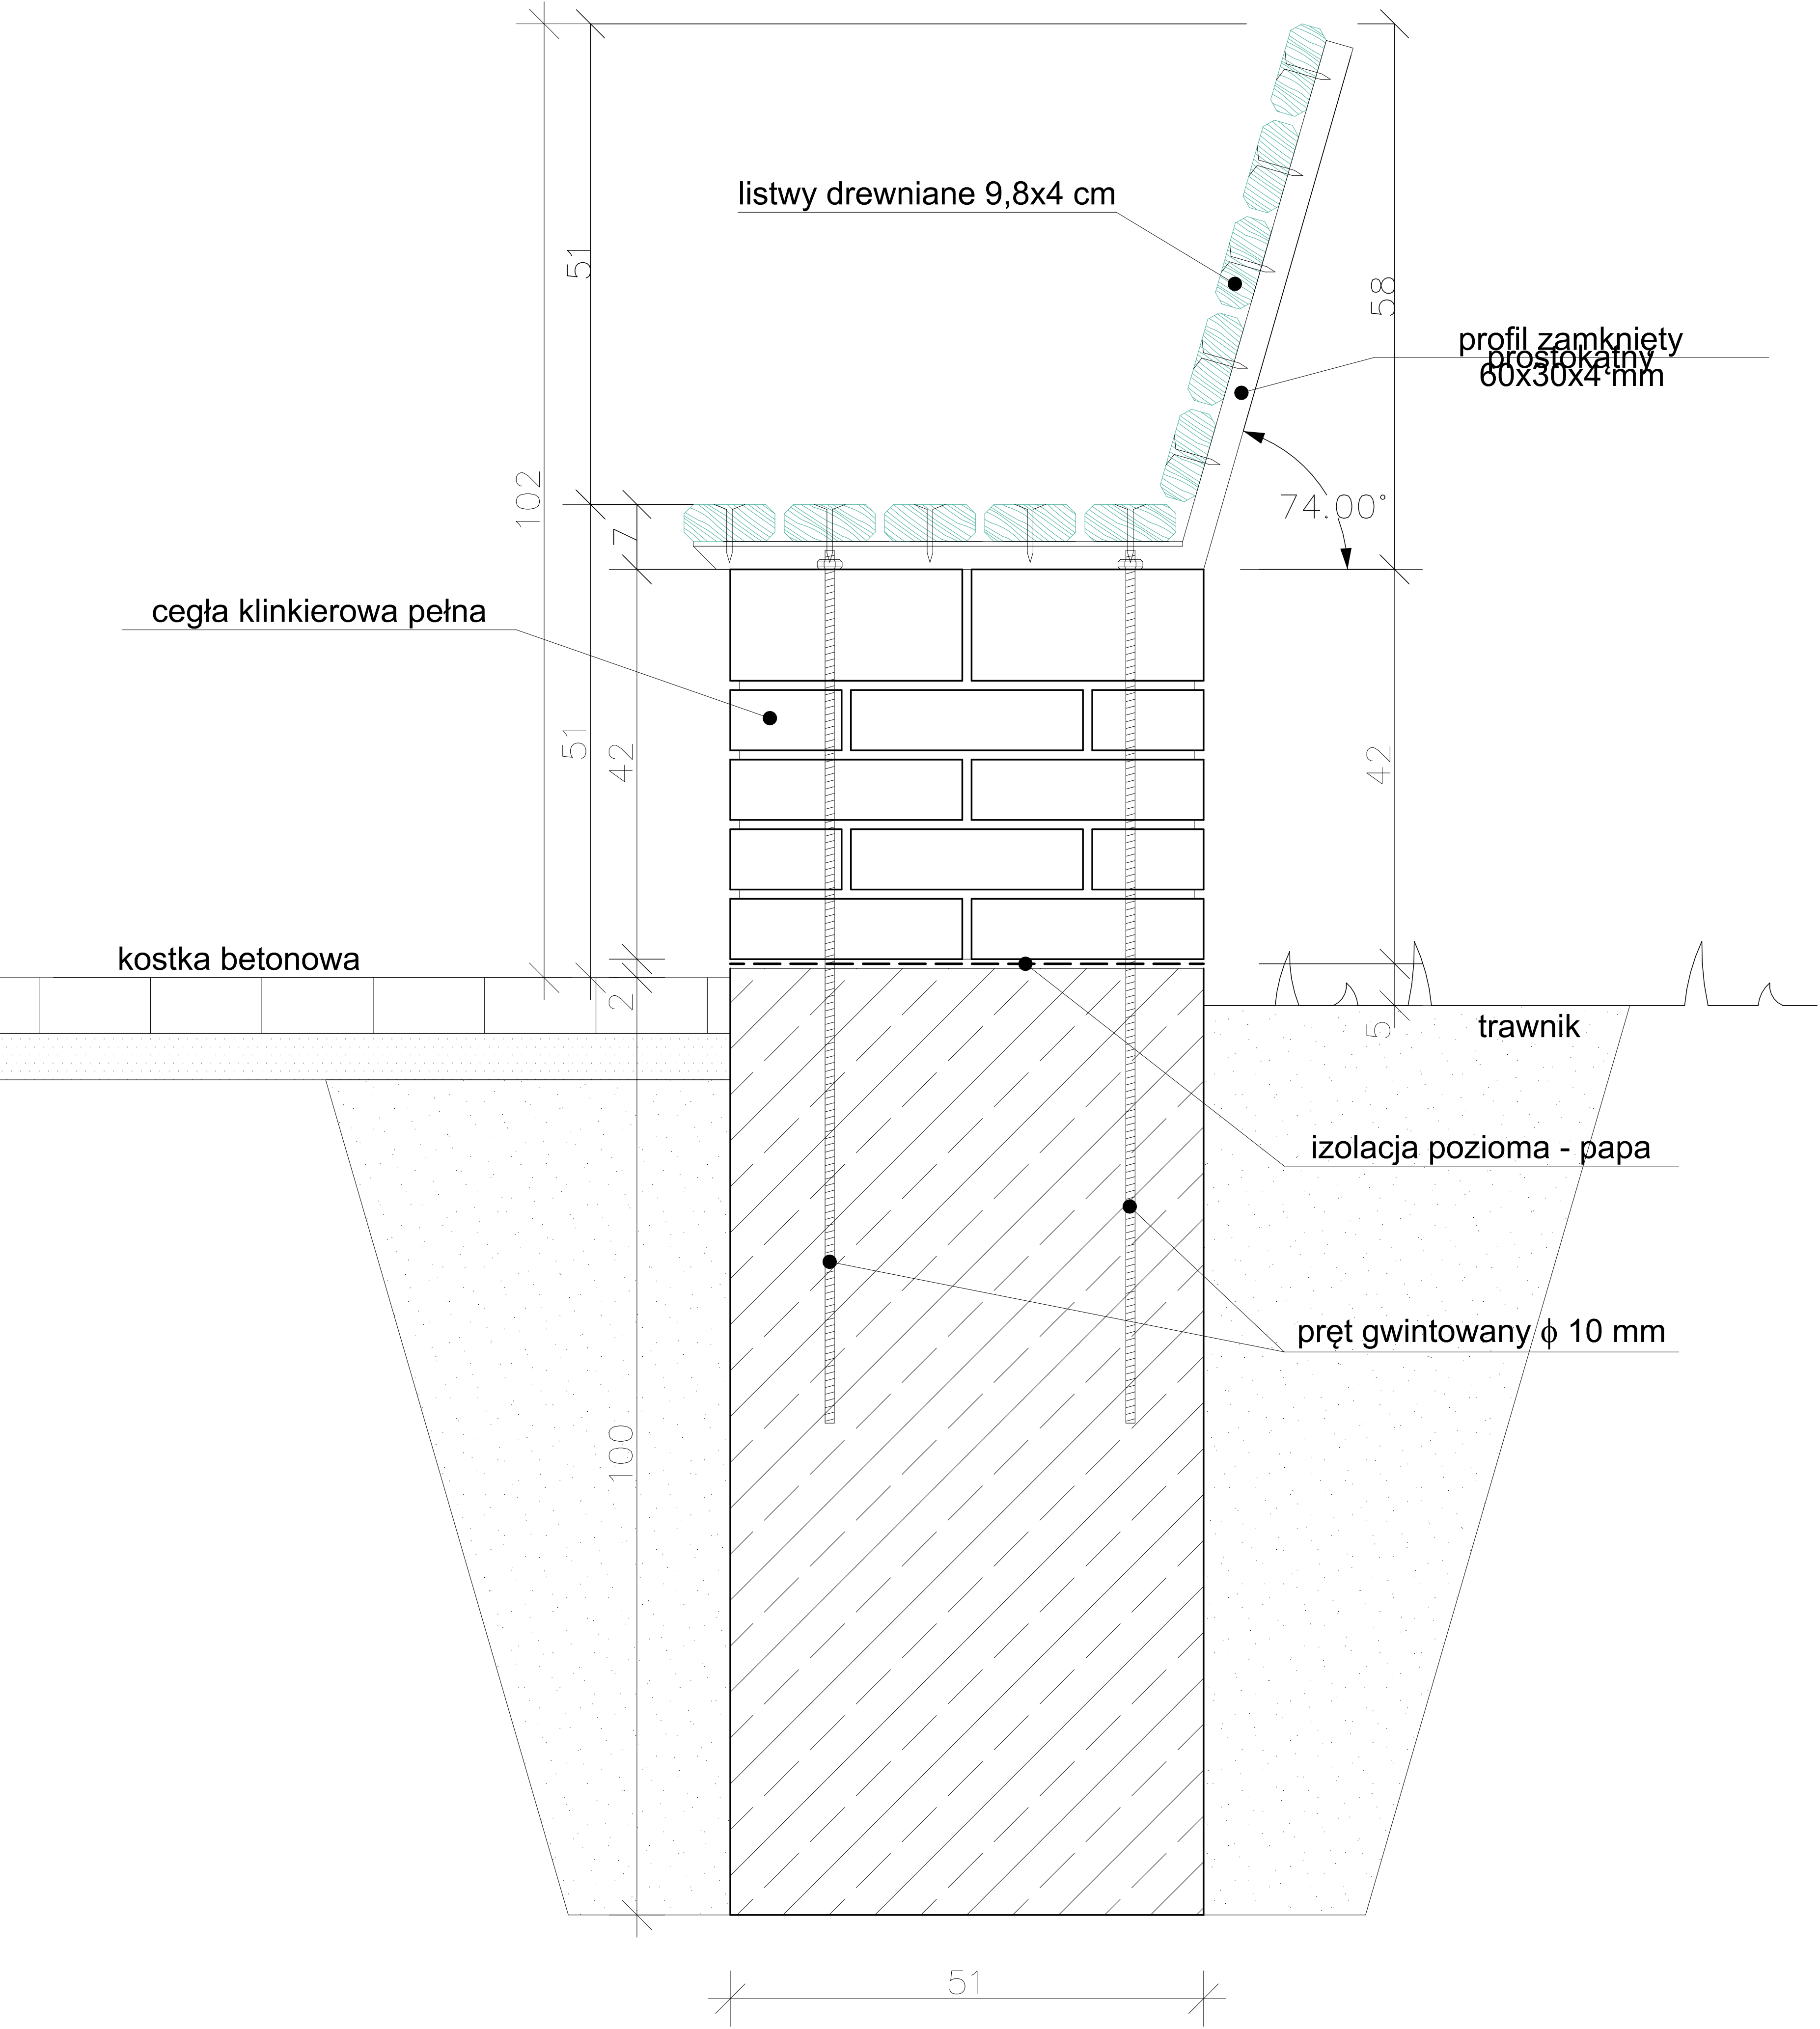 listwy drewniane 9,8x4 cm
51
58
profil zamknięty
prostokątny
60x30x4 mm
102
74.00°
7
cegła klinkierowa pełna
51
42
42
kostka betonowa
2
5
trawnik
izolacja pozioma - papa
pręt gwintowany ϕ 10 mm
100
51